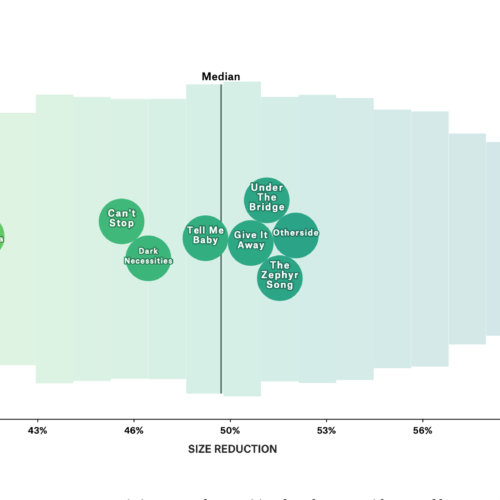 Median
Under
The
Bridge
Can't
Stop
Tell Me
Baby
Give It
Away
Otherside
Dark
Necessities
The
Zephyr
Song
43%
46%
50%
53%
56%
SIZE REDUCTION